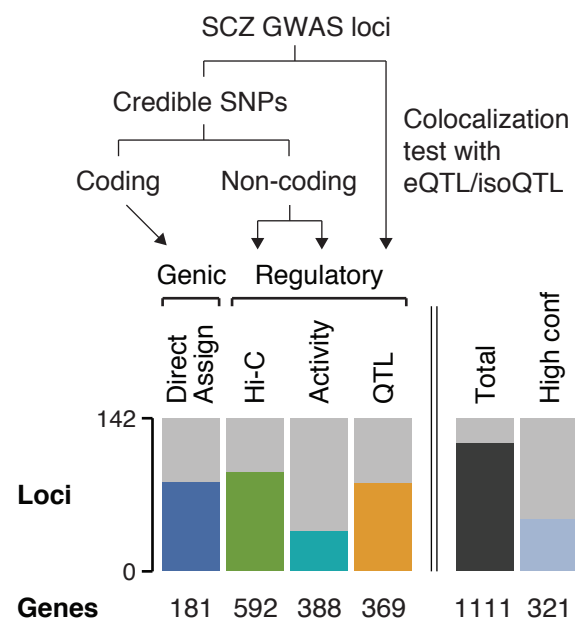 SCZ GWAS loci
Credible SNPs
Colocalization
test with
eQTL/isoQTL
Coding
Non-coding
Genic
Regulatory
Direct
Assign
Hi-C
Activity
QTL
Total
High conf
142
Loci
0
Genes 181 592 388 369 1111 321